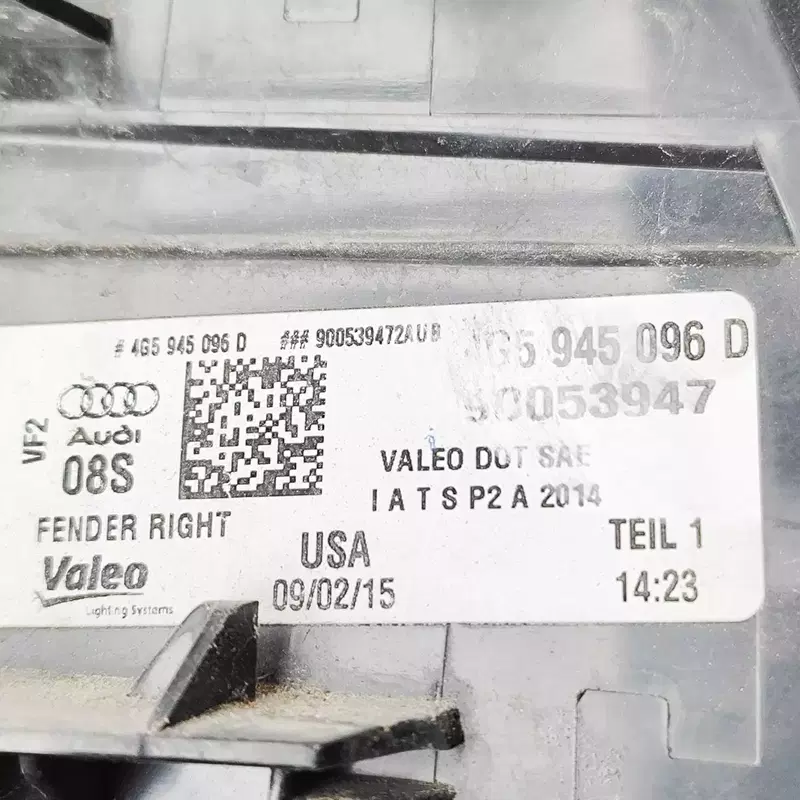 # 4G5 945 096 D ### 900539472AUB
4G5 945 096 D
90053947
VF2
Audi
08S
VALEO DOT SAE
I A T S P2 A 2014
FENDER RIGHT
USA
TEIL 1
Valeo
Lighting Systems
09/02/15
14:23